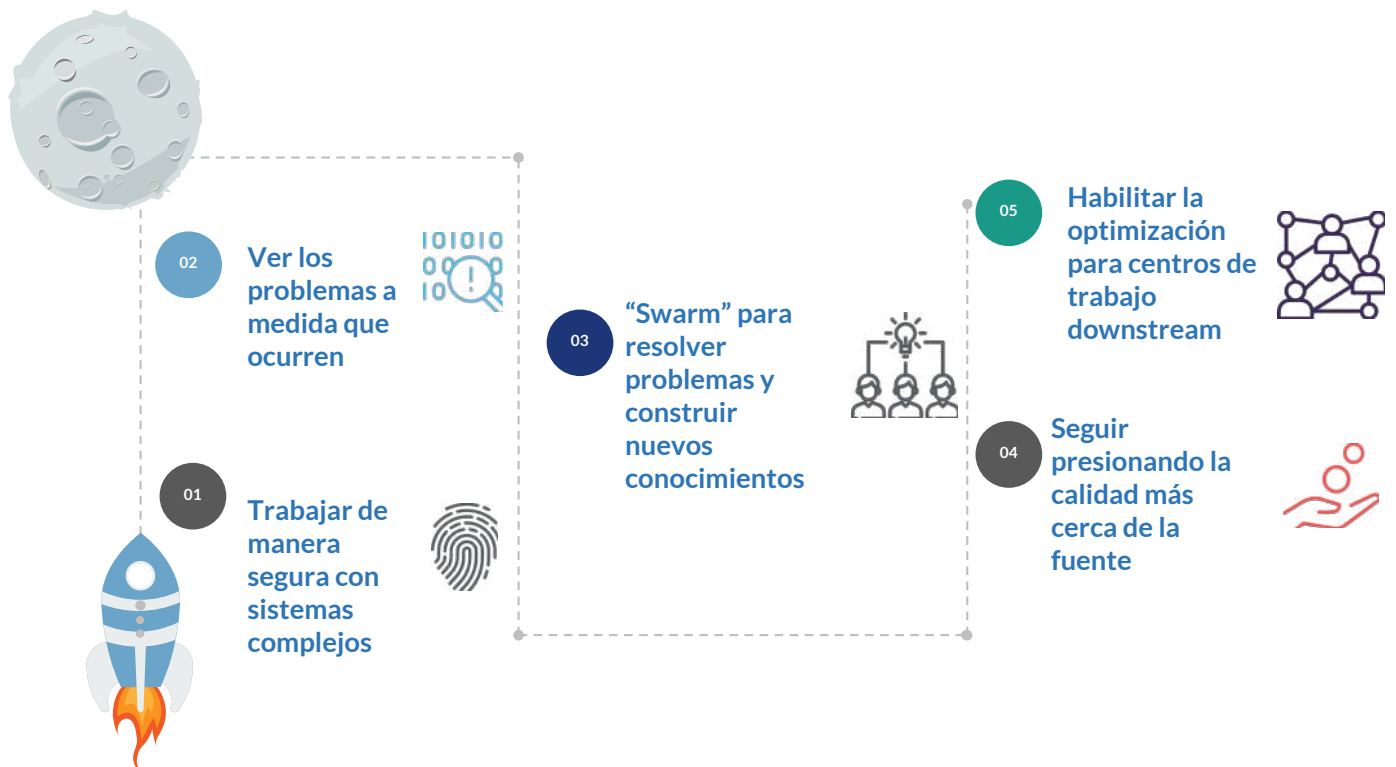 01
Trabajar de
manera
segura con
sistemas
complejos
02
Ver los
problemas a
medida que
ocurren
03
“Swarm” para
resolver
problemas y
construir
nuevos
conocimientos
04
Seguir
presionando la
calidad más
cerca de la
fuente
05
Habilitar la
optimización
para centros de
trabajo
downstream